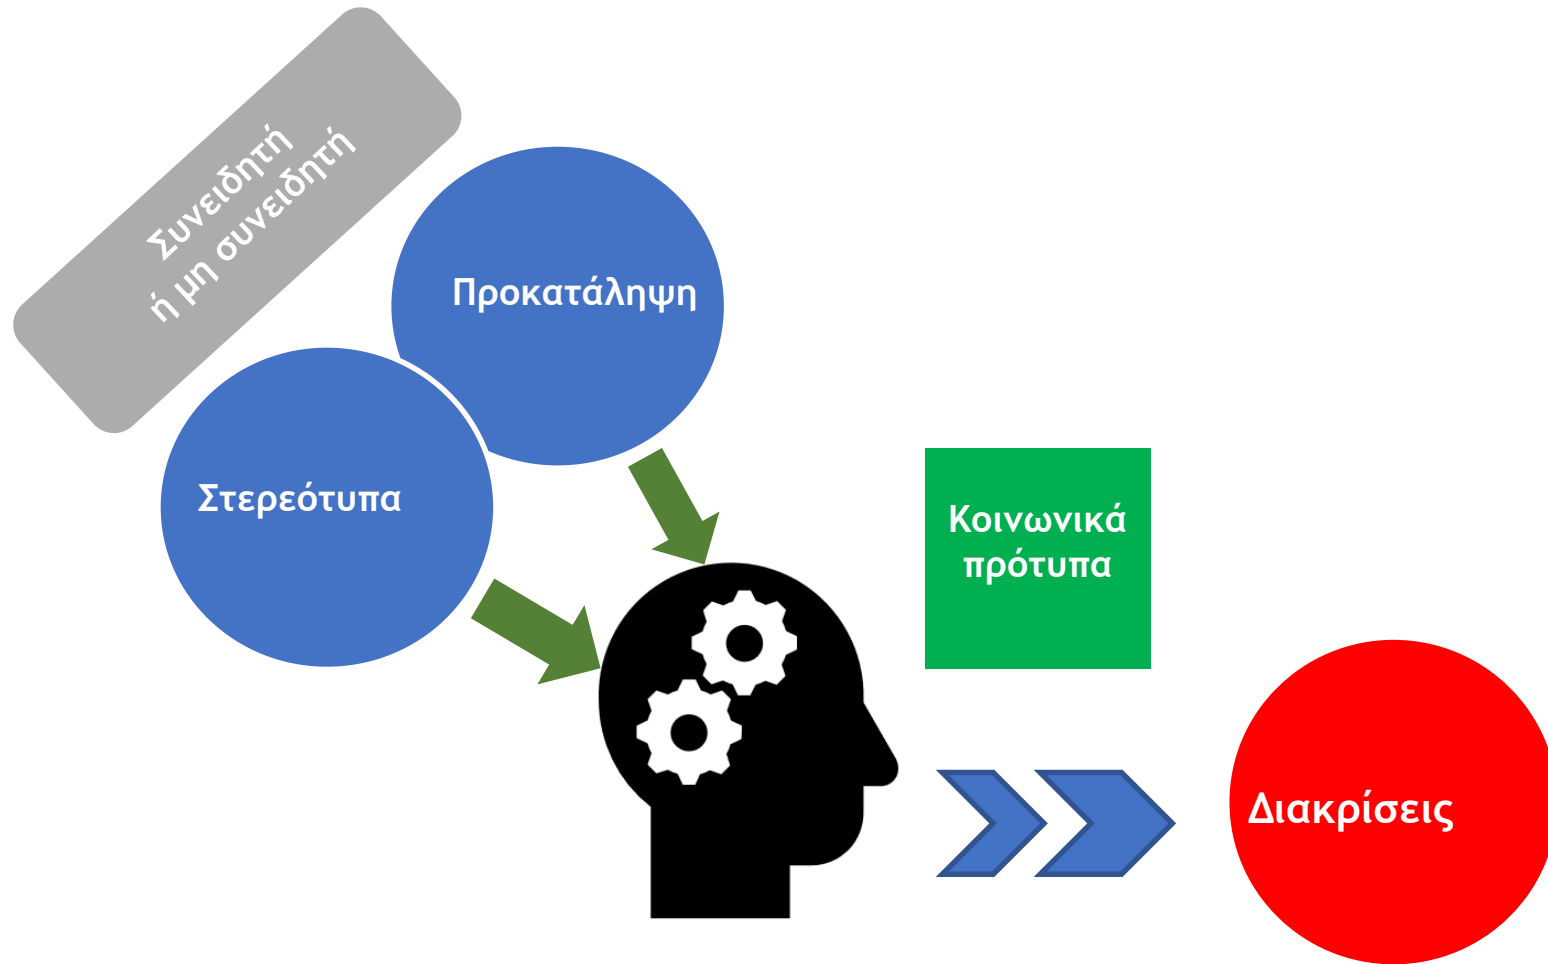 Συνειδητή
ή μη συνειδητή
Προκατάληψη
Στερεότυπα
Κοινωνικά
πρότυπα
Διακρίσεις